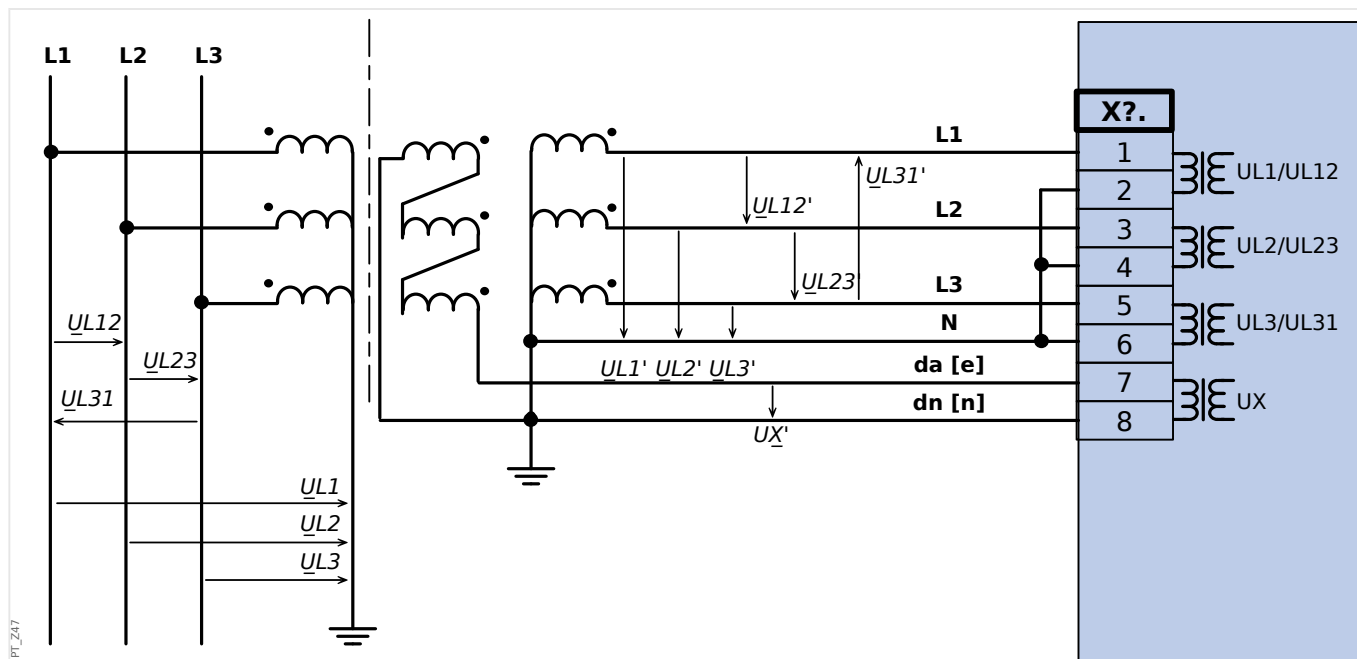 L1 L2 L3
X?.
L1
1
UL1/UL12
UL31'
2
UL12'
L2
3
UL2/UL23
4
UL23'
L3
5
UL3/UL31
N
6
UL12
UL23
UL31
UL1' UL2' UL3'
da [e]
7
dn [n]
8
UX
UX'
UL1
UL2
UL3
PT_Z47